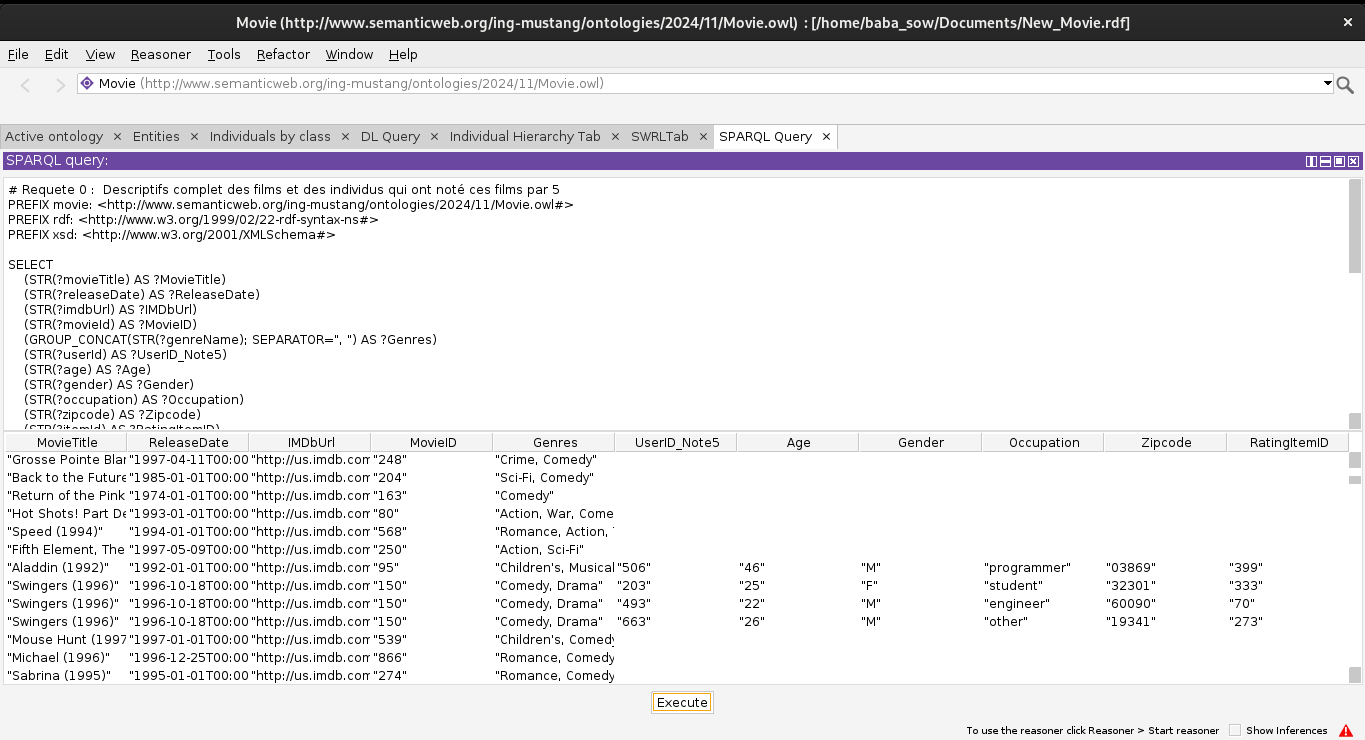 Movie (http://www.semanticweb.org/ing-mustang/ontologies/2024/11/Movie.owl) : [/home/baba_sow/Documents/New_Movie.rdf] ×
File Edit View Reasoner Tools Refactor Window Help
Movie (http://www.semanticweb.org/ing-mustang/ontologies/2024/11/Movie.owl)
Active ontology × Entities × Individuals by class × DL Query × Individual Hierarchy Tab × SWRLTab × SPARQL Query ×
SPARQL query:
# Requete 0 :  Descriptifs complet des films et des individus qui ont noté ces films par 5
PREFIX movie: <http://www.semanticweb.org/ing-mustang/ontologies/2024/11/Movie.owl#>
PREFIX rdf: <http://www.w3.org/1999/02/22-rdf-syntax-ns#>
PREFIX xsd: <http://www.w3.org/2001/XMLSchema#>
SELECT
(STR(?movieTitle) AS ?MovieTitle)
(STR(?releaseDate) AS ?ReleaseDate)
(STR(?imdbUrl) AS ?IMDbUrl)
(STR(?movieId) AS ?MovieID)
(GROUP_CONCAT(STR(?genreName); SEPARATOR=", ") AS ?Genres)
(STR(?userId) AS ?UserID_Note5)
(STR(?age) AS ?Age)
(STR(?gender) AS ?Gender)
(STR(?occupation) AS ?Occupation)
(STR(?zipcode) AS ?Zipcode)
(STR(?itemId) AS ?RatingItemID)
MovieTitle ReleaseDate IMDbUrl MovieID Genres UserID_Note5 Age Gender Occupation Zipcode RatingItemID
"Grosse Pointe Blar "1997-04-11T00:00 "http://us.imdb.com "248" "Crime, Comedy"
"Back to the Future "1985-01-01T00:00 "http://us.imdb.com "204" "Sci-Fi, Comedy"
"Return of the Pink "1974-01-01T00:00 "http://us.imdb.com "163" "Comedy"
"Hot Shots! Part De "1993-01-01T00:00 "http://us.imdb.com "80" "Action, War, Come
"Speed (1994)" "1994-01-01T00:00 "http://us.imdb.com "568" "Romance, Action,
"Fifth Element, The "1997-05-09T00:00 "http://us.imdb.com "250" "Action, Sci-Fi"
"Aladdin (1992)" "1992-01-01T00:00 "http://us.imdb.com "95" "Children's, Musical "506" "46" "M" "programmer" "03869" "399"
"Swingers (1996)" "1996-10-18T00:00 "http://us.imdb.com "150" "Comedy, Drama" "203" "25" "F" "student" "32301" "333"
"Swingers (1996)" "1996-10-18T00:00 "http://us.imdb.com "150" "Comedy, Drama" "493" "22" "M" "engineer" "60090" "70"
"Swingers (1996)" "1996-10-18T00:00 "http://us.imdb.com "150" "Comedy, Drama" "663" "26" "M" "other" "19341" "273"
"Mouse Hunt (1997 "1997-01-01T00:00 "http://us.imdb.com "539" "Children's, Comedy
"Michael (1996)" "1996-12-25T00:00 "http://us.imdb.com "866" "Romance, Comedy
"Sabrina (1995)" "1995-01-01T00:00 "http://us.imdb.com "274" "Romance, Comedy
Execute
To use the reasoner click Reasoner > Start reasoner Show Inferences